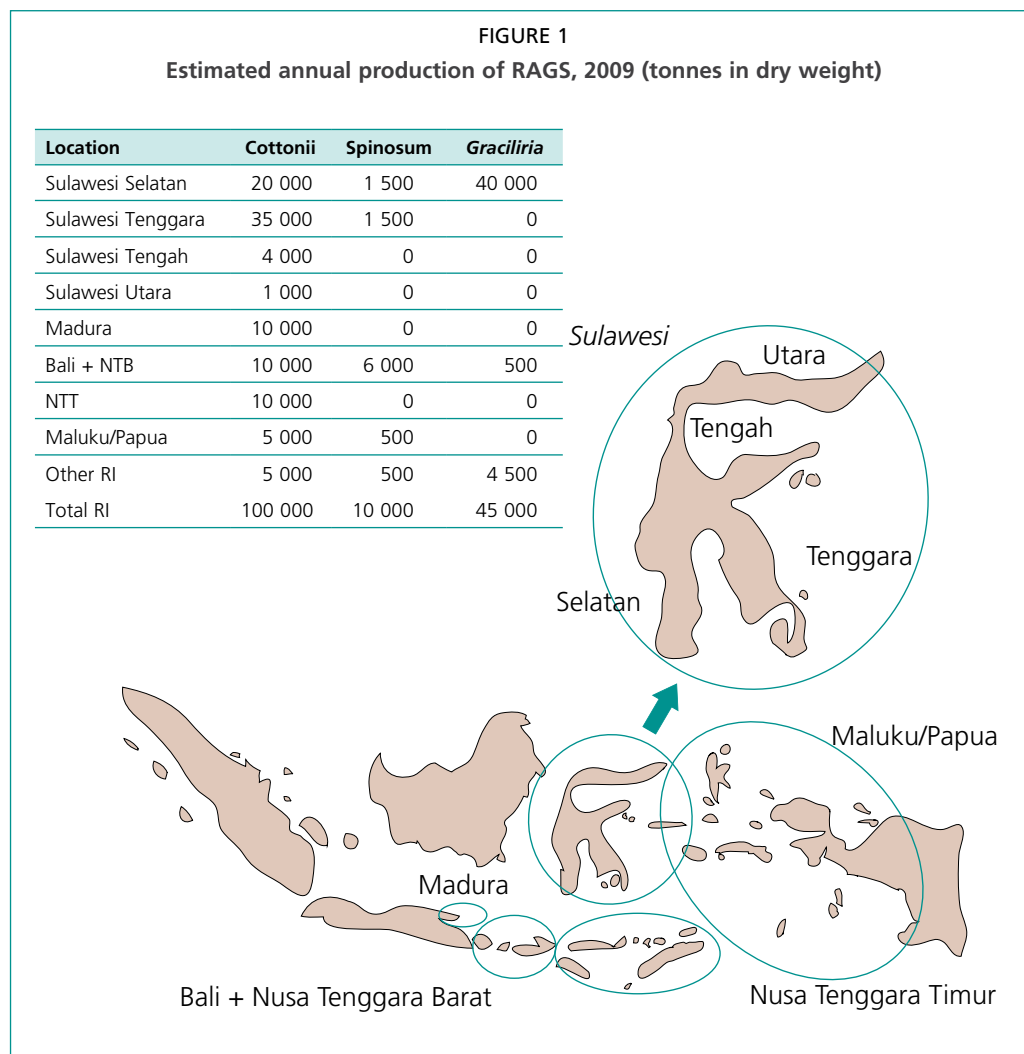 FIGURE 1
Estimated annual production of RAGS, 2009 (tonnes in dry weight)
Location Cottonii Spinosum Graciliria
Sulawesi Selatan 20 000 1 500 40 000
Sulawesi Tenggara 35 000 1 500 0
Sulawesi Tengah 4 000 0 0
Sulawesi Utara 1 000 0 0
Madura 10 000 0 0
Bali + NTB 10 000 6 000 500
NTT 10 000 0 0
Maluku/Papua 5 000 500 0
Other RI 5 000 500 4 500
Total RI 100 000 10 000 45 000
Sulawesi
Utara
Tengah
Tenggara
Selatan
Maluku/Papua
Madura
Bali + Nusa Tenggara Barat
Nusa Tenggara Timur